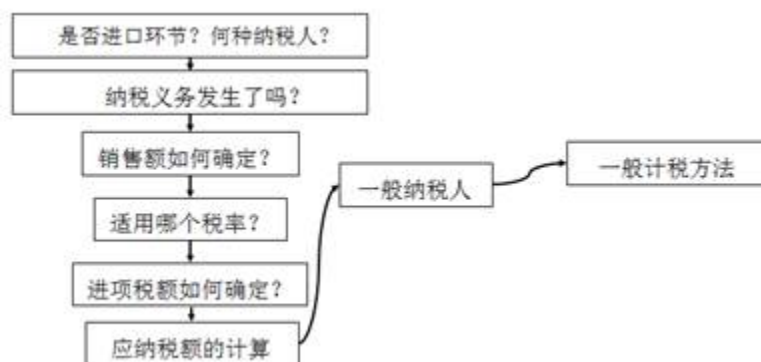 是否进口环节？何种纳税人？
纳税义务发生了吗？
销售额如何确定？
适用哪个税率？
进项税额如何确定？
应纳税额的计算
一般纳税人
一般计税方法